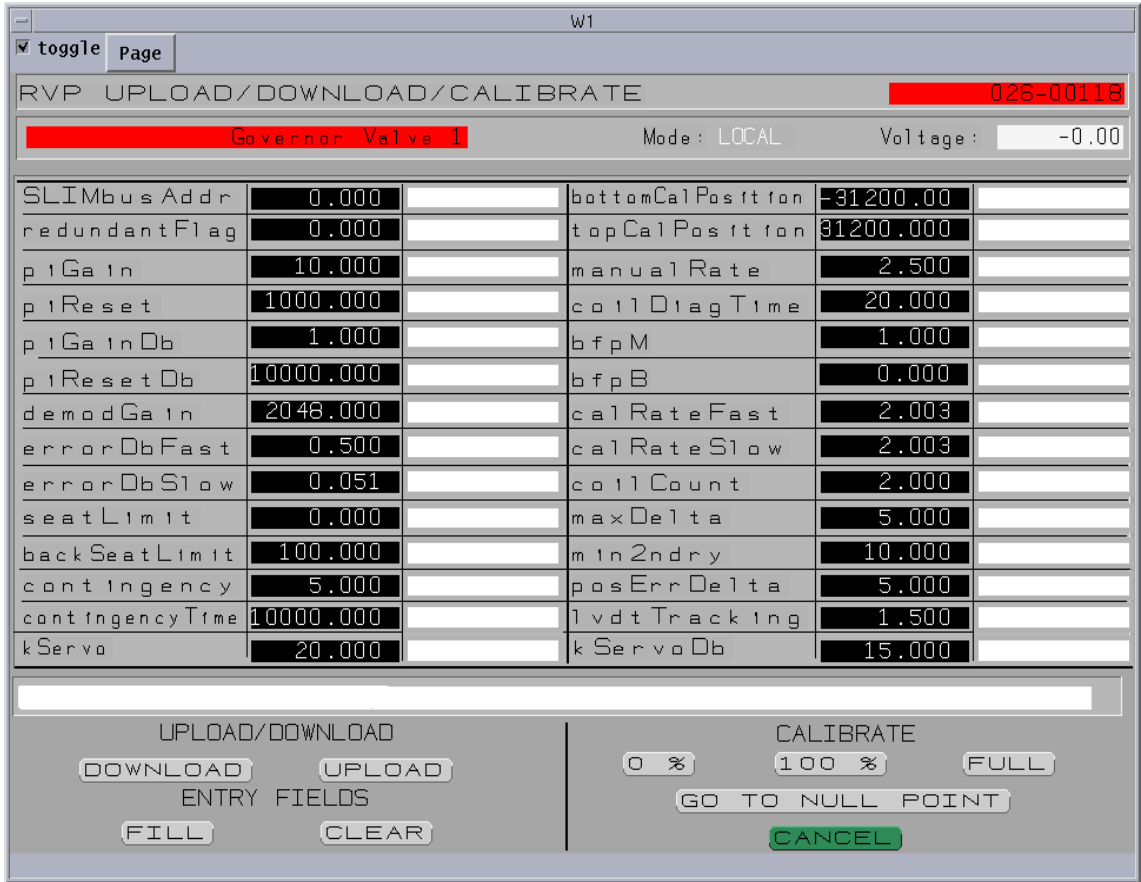 W1
toggle Page
RVP UPLOAD/DOWNLOAD/CALIBRATE 026-00118
Governor Valve 1 Mode: LOCAL Voltage: -0.00
SLIMbusAddr 0.000 bottomCalPosition -31200.00
redundantFlag 0.000 topCalPosition 31200.000
piGain 10.000 manualRate 2.500
piReset 1000.000 coilDiagTime 20.000
piGainDb 1.000 bfpM 1.000
piResetDb 10000.000 bfpB 0.000
demodGain 2048.000 calRateFast 2.003
errorDbFast 0.500 calRateSlow 2.003
errorDbSlow 0.051 coilCount 2.000
seatLimit 0.000 maxDelta 5.000
backSeatLimit 100.000 min2ndry 10.000
contingency 5.000 posErrDelta 5.000
contingencyTime 10000.000 lvdtTracking 1.500
kServo 20.000 kServoDb 15.000
UPLOAD/DOWNLOAD CALIBRATE
DOWNLOAD UPLOAD 0 % 100 % FULL
ENTRY FIELDS GO TO NULL POINT
FILL CLEAR CANCEL